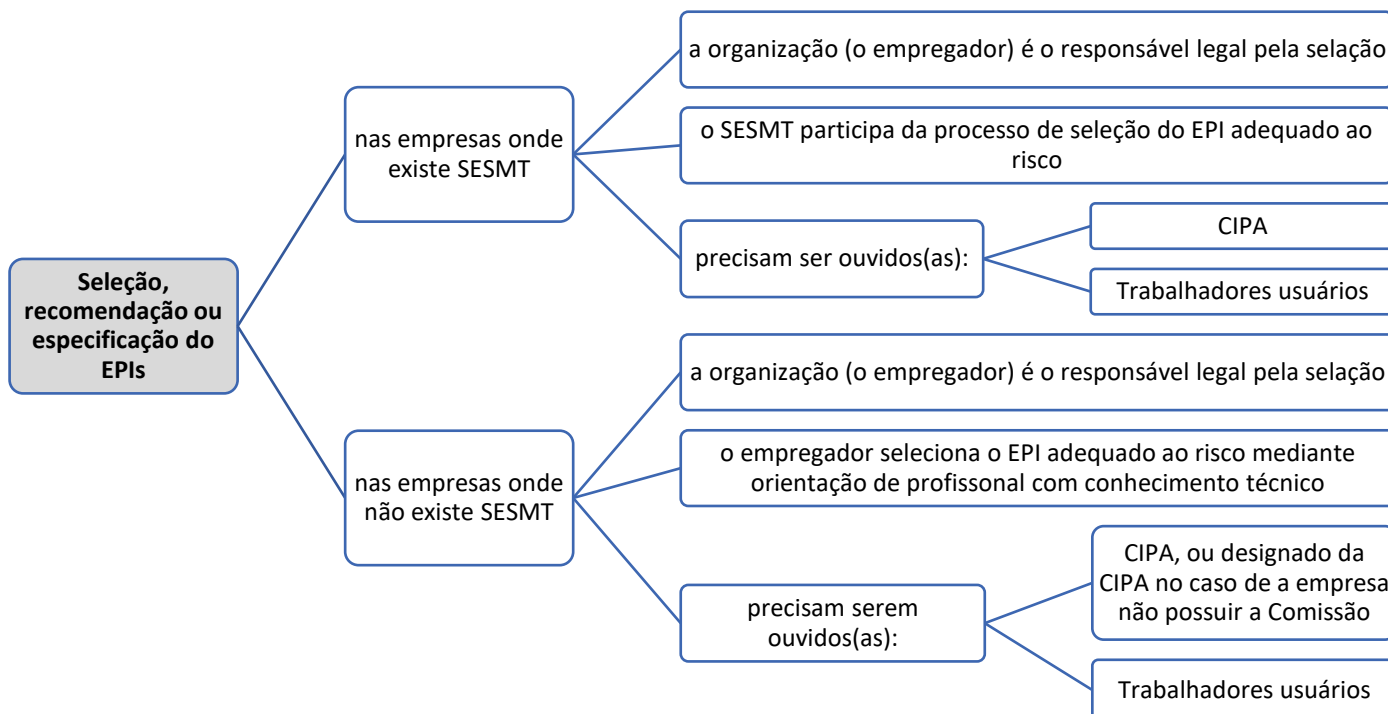 Seleção,
recomendação ou
especificação do
EPIs
nas empresas onde
existe SESMT
a organização (o empregador) é o responsável legal pela selação
o SESMT participa da processo de seleção do EPI adequado ao
risco
precisam ser ouvidos(as):
CIPA
Trabalhadores usuários
nas empresas onde
não existe SESMT
a organização (o empregador) é o responsável legal pela selação
o empregador seleciona o EPI adequado ao risco mediante
orientação de profissonal com conhecimento técnico
precisam serem
ouvidos(as):
CIPA, ou designado da
CIPA no caso de a empresa
não possuir a Comissão
Trabalhadores usuários